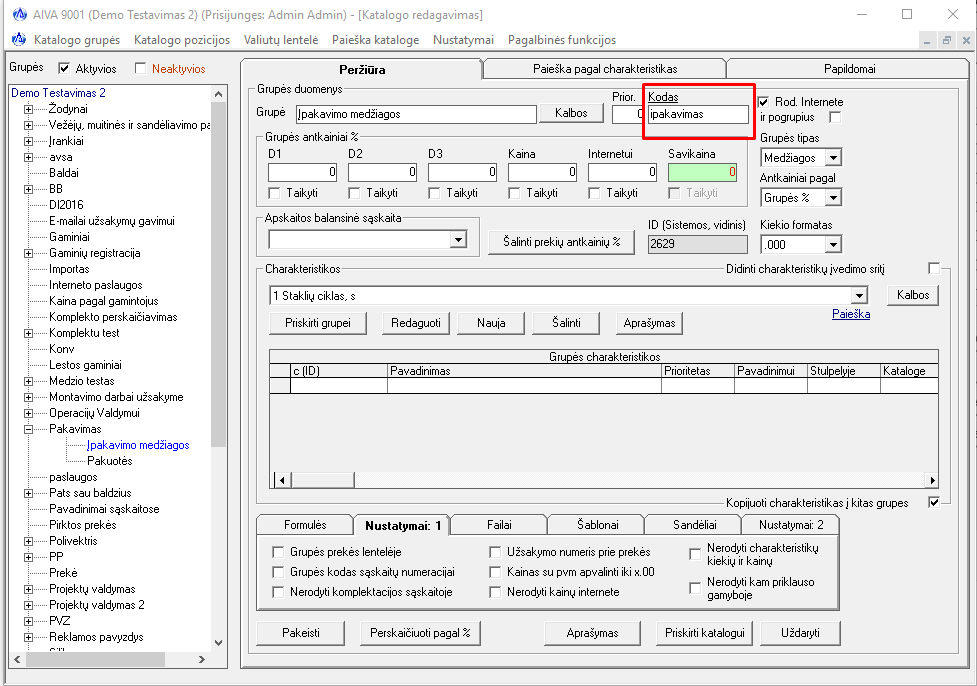 AIVA 9001 (Demo Testavimas 2) (Prisijungęs: Admin Admin) - [Katalogo redagavimas]
Katalogo grupės Katalogo pozicijos Valiutų lentelė Paieška kataloge Nustatymai Pagalbinės funkcijos
Grupės Aktyvios Neaktyvios
Demo Testavimas 2
Žodynai
Vežėjų, muitinės ir sandėliavimo pa
Įrankiai
avsa
Baldai
BB
DI2016
E-mailai užsakymų gavimui
Gaminiai
Gaminių registracija
Importas
Interneto paslaugos
Kaina pagal gamintojus
Komplekto perskaičiavimas
Komplektu test
Konv
Lestos gaminiai
Medzio testas
Montavimo darbai užsakyme
Operacijų Valdymui
Pakavimas
Įpakavimo medžiagos
Pakuotės
paslaugos
Pats sau baldzius
Pavadinimai sąskaitose
Pirktos prekės
Polivektris
PP
Prekė
Projektų valdymas
Projektų valdymas 2
PVZ
Reklamos pavyzdys
Peržiūra Paieška pagal charakteristikas Papildomai
Grupės duomenys
Grupė Įpakavimo medžiagos Kalbos
Prior. 0
Kodas
ipakavimas
Rod. Internete
ir pogrupius
Grupės tipas
Medžiagos
Antkainiai pagal
Grupės %
Grupės antkainiai %
D1 D2 D3 Kaina Internetui Savikaina
0 0 0 0 0 0
Taikyti Taikyti Taikyti Taikyti Taikyti Taikyti
Apskaitos balansinė sąskaita
Šalinti prekių antkainių %
ID (Sistemos, vidinis)
2629
Kiekio formatas
.000
Charakteristikos
Didinti charakteristikų įvedimo sritį
1 Staklių ciklas, s
Kalbos
Paieška
Priskirti grupei Redaguoti Nauja Šalinti Aprašymas
Grupės charakteristikos
c (ID) Pavadinimas Prioritetas Pavadinimui Stulpelyje Kataloge
Kopijuoti charakteristikas į kitas grupes
Formulės Nustatymai: 1 Failai Šablonai Sandėliai Nustatymai: 2
Grupės prekės lentelėje
Grupės kodas sąskaitų numeracijai
Nerodyti komplektacijos sąskaitoje
Užsakymo numeris prie prekės
Kainas su pvm apvalinti iki x.00
Nerodyti kainų internete
Nerodyti charakteristikų
kiekių ir kainų
Nerodyti kam priklauso
gamyboje
Pakeisti Perskaičiuoti pagal % Aprašymas Priskirti katalogui Uždaryti